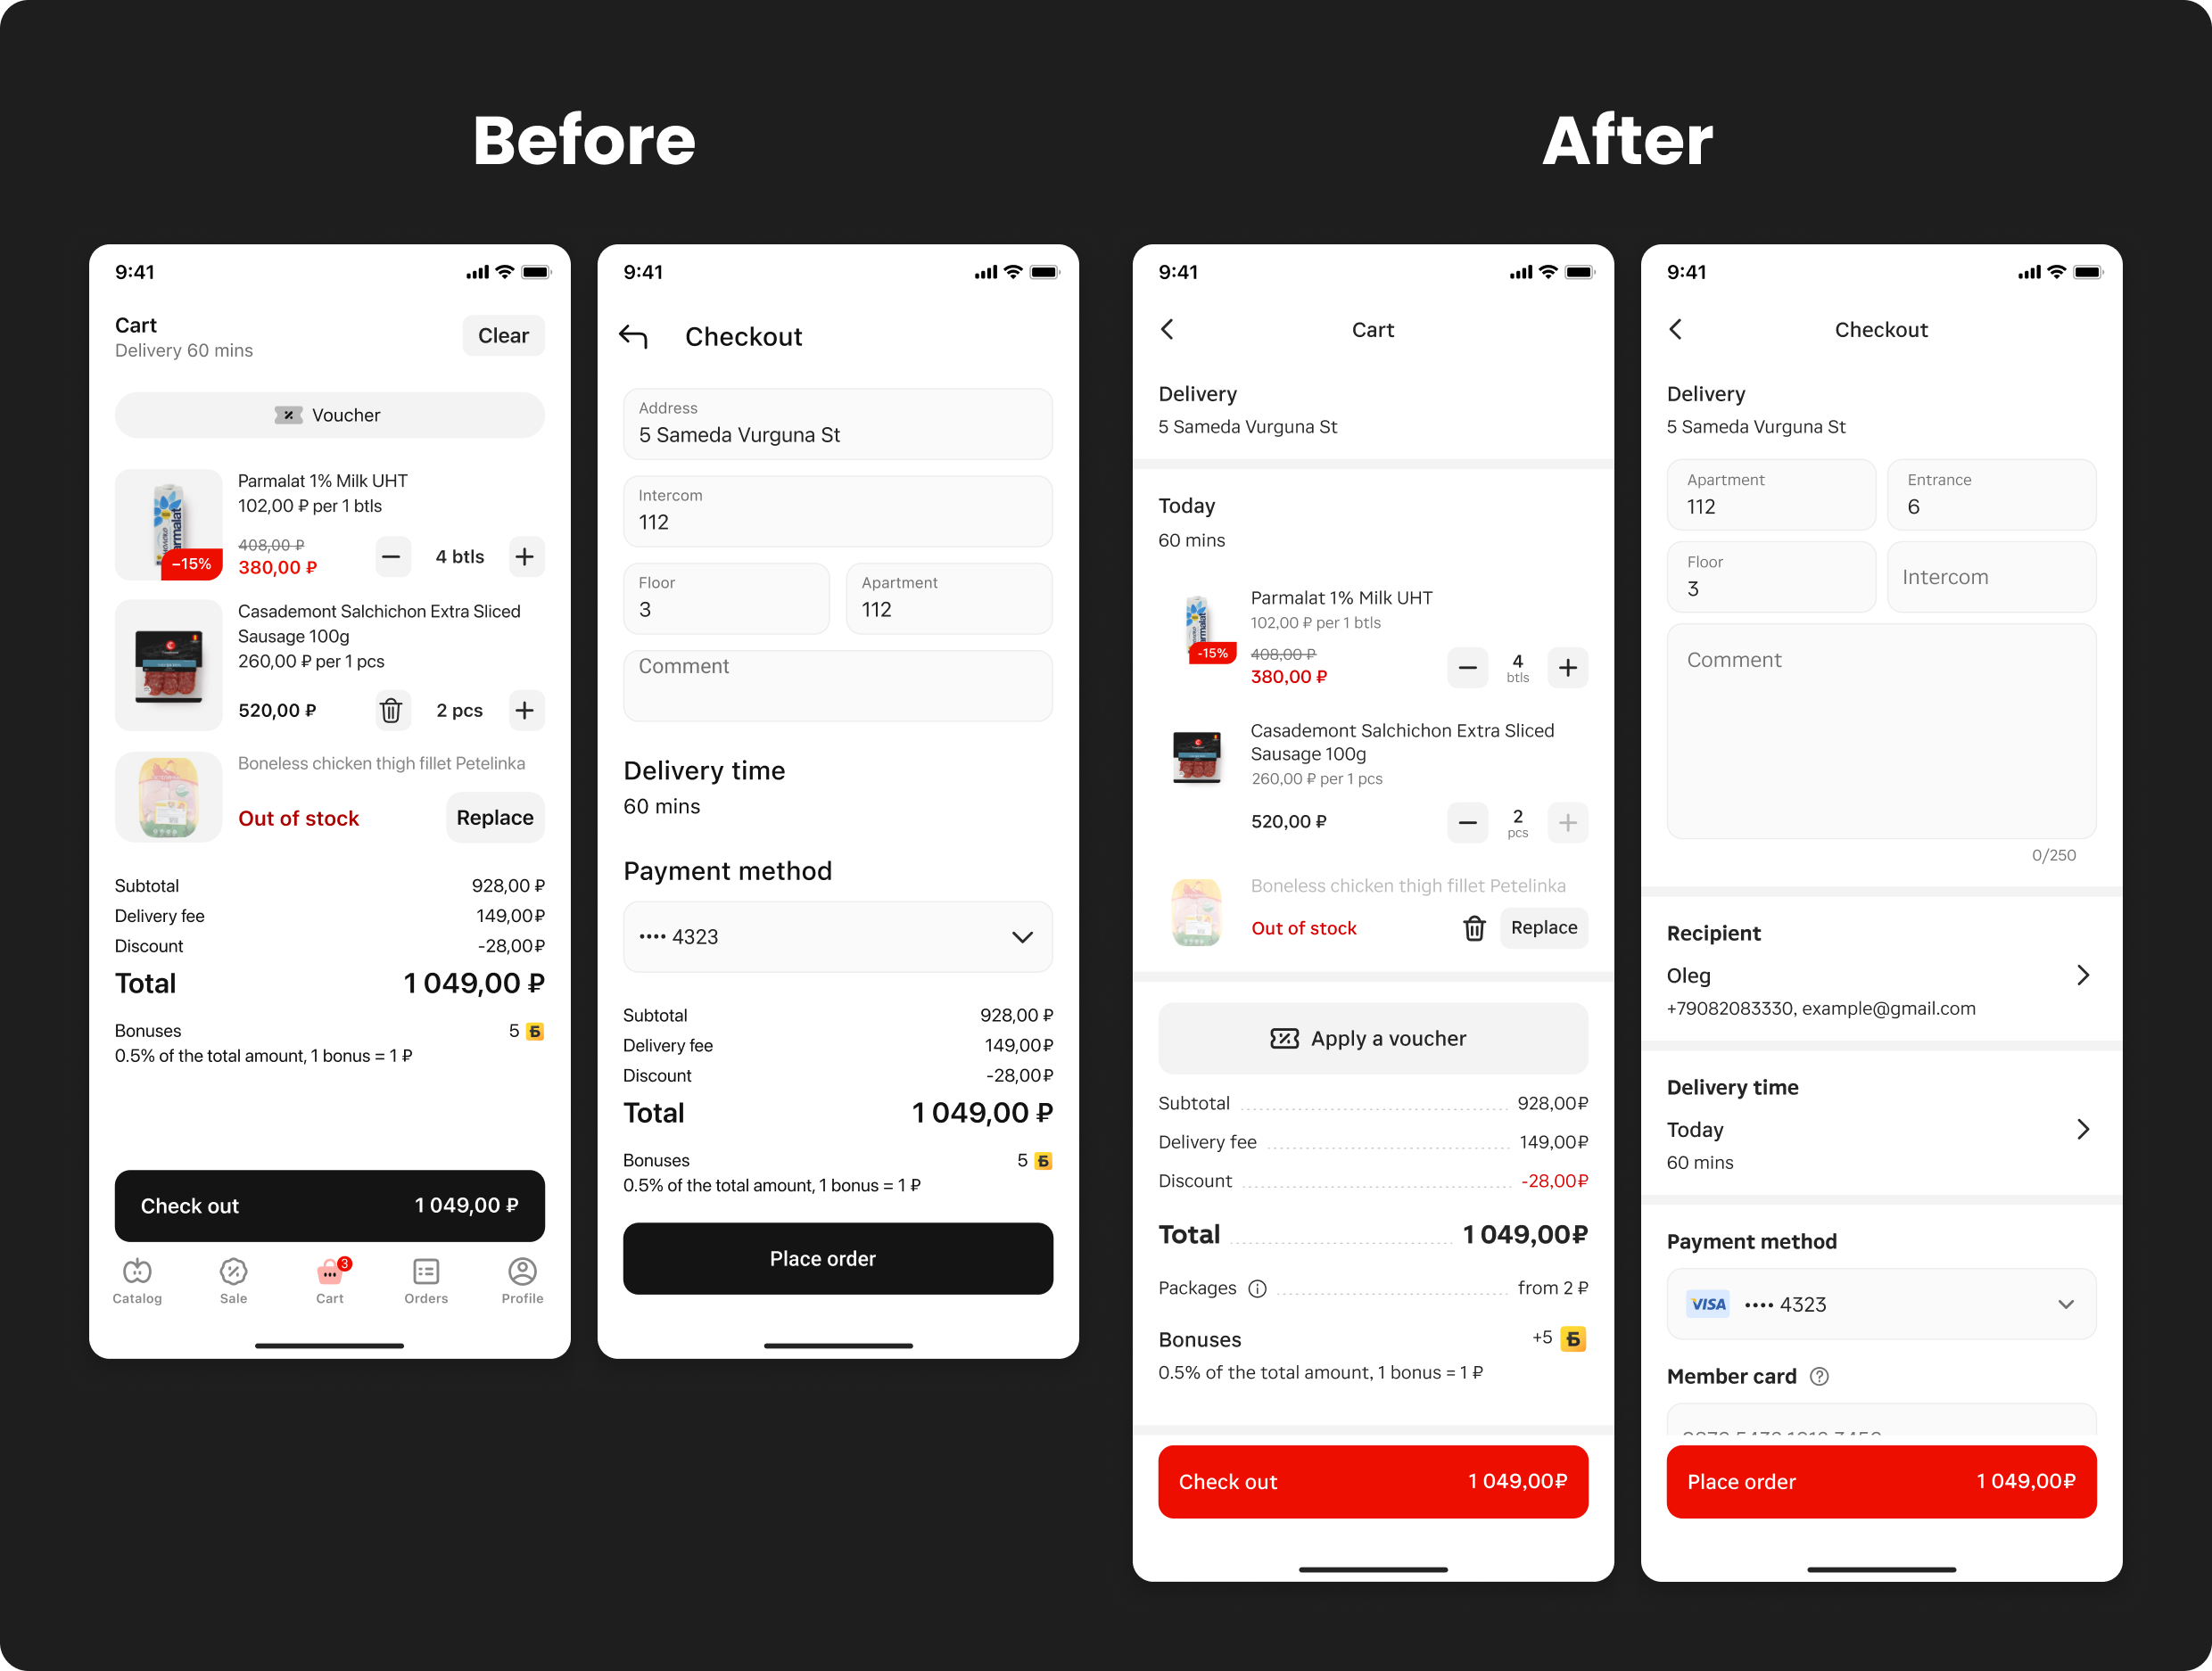 Before
After
9:41
Cart
Delivery 60 mins
Clear
Voucher
Parmalat 1% Milk UHT
102,00 ₽ per 1 btls
408,00 ₽
380,00 ₽
4 btls
armalat
–15%
Casademont Salchichon Extra Sliced
Sausage 100g
260,00 ₽ per 1 pcs
520,00 ₽
2 pcs
Boneless chicken thigh fillet Petelinka
Out of stock
Replace
Subtotal 928,00 ₽
Delivery fee 149,00₽
Discount -28,00₽
Total 1 049,00 ₽
Bonuses 5 Б
0.5% of the total amount, 1 bonus = 1 ₽
Check out 1 049,00 ₽
3
Catalog Sale Cart Orders Profile
9:41
Checkout
Address
5 Sameda Vurguna St
Intercom
112
Floor
3
Apartment
112
Comment
Delivery time
60 mins
Payment method
•••• 4323
Subtotal 928,00 ₽
Delivery fee 149,00₽
Discount -28,00₽
Total 1 049,00 ₽
Bonuses 5 Б
0.5% of the total amount, 1 bonus = 1 ₽
Place order
9:41
Cart
Delivery
5 Sameda Vurguna St
Today
60 mins
Parmalat 1% Milk UHT
102,00 ₽ per 1 btls
408,00 ₽
380,00 ₽
4
btls
armalat
-15%
Casademont Salchichon Extra Sliced
Sausage 100g
260,00 ₽ per 1 pcs
520,00 ₽
2
pcs
Boneless chicken thigh fillet Petelinka
Out of stock
Replace
Apply a voucher
Subtotal 928,00₽
Delivery fee 149,00₽
Discount -28,00₽
Total 1 049,00₽
Packages from 2 ₽
Bonuses +5 Б
0.5% of the total amount, 1 bonus = 1 ₽
Check out 1 049,00₽
9:41
Checkout
Delivery
5 Sameda Vurguna St
Apartment
112
Entrance
6
Floor
3
Intercom
Comment
0/250
Recipient
Oleg
+79082083330, example@gmail.com
Delivery time
Today
60 mins
Payment method
VISA •••• 4323
Member card
Place order 1 049,00₽